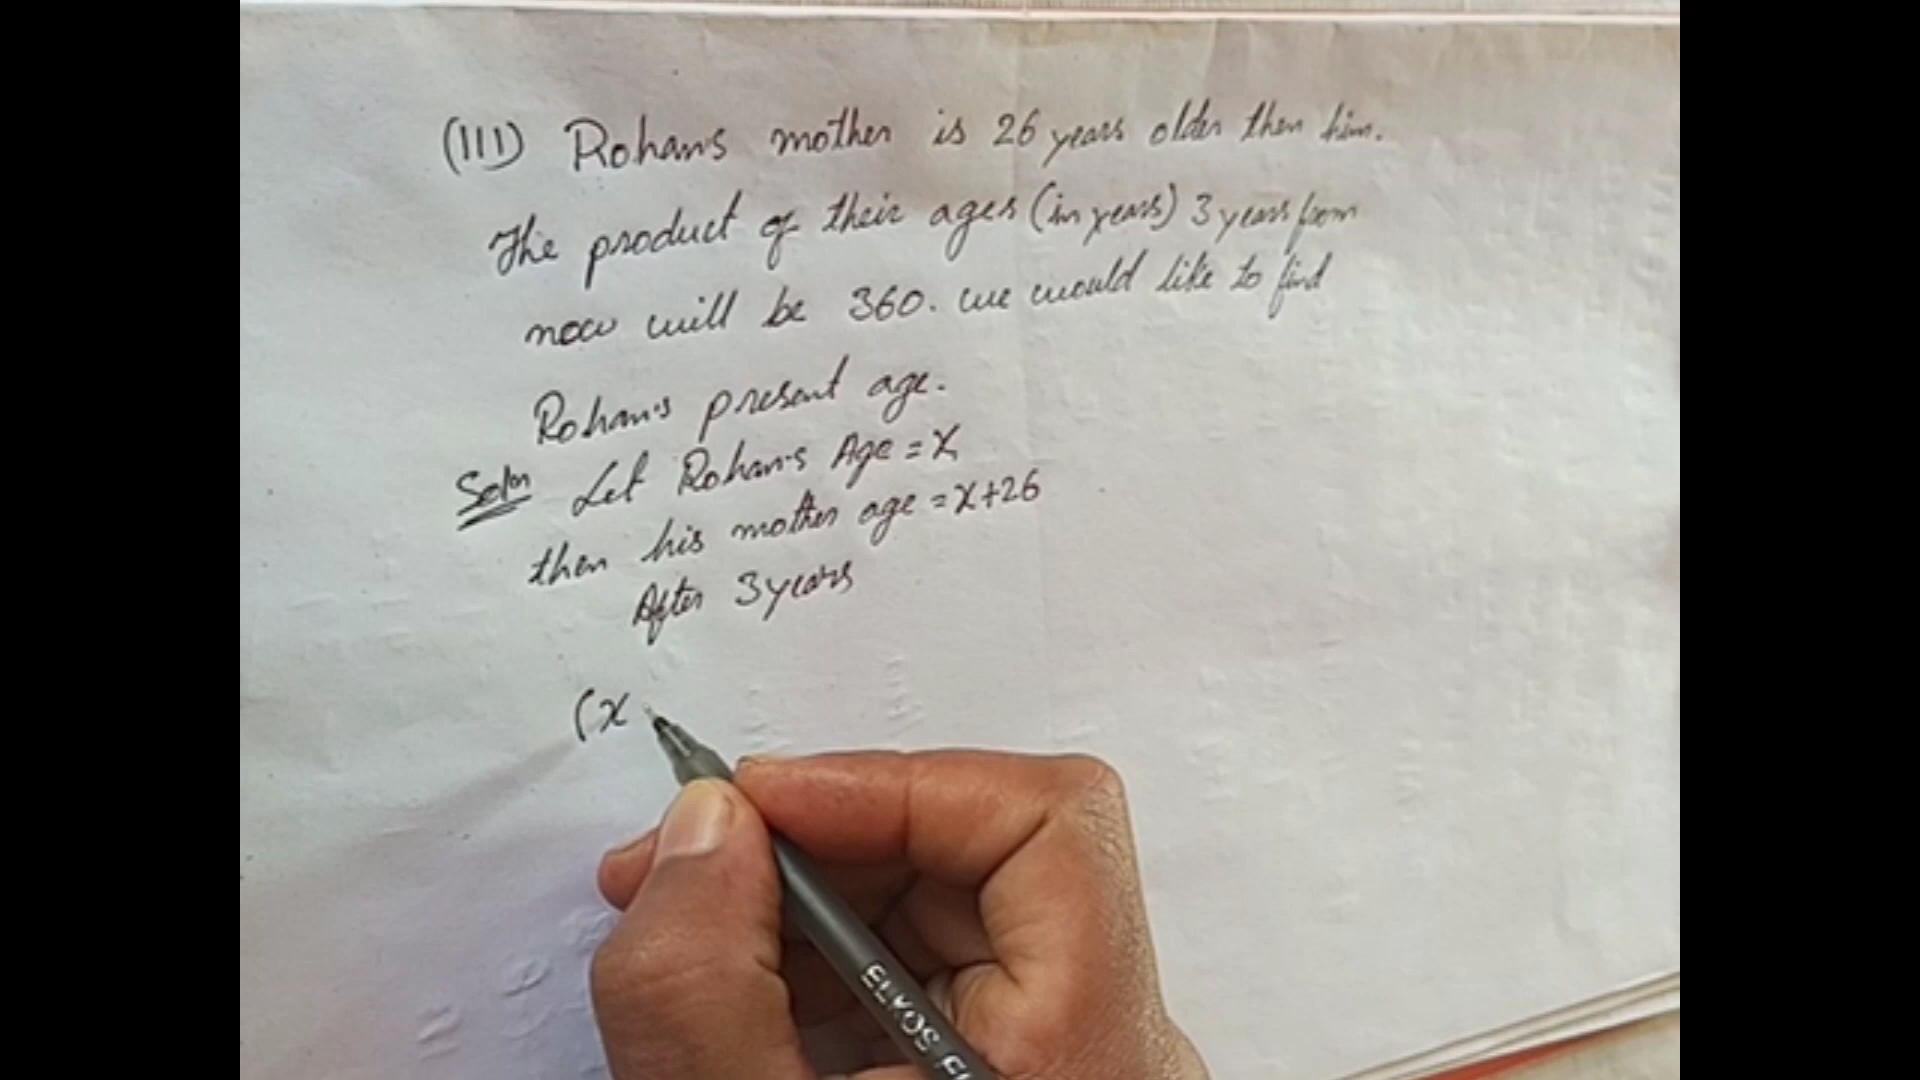 (III) Rohan's mother is 26 years older then him.
The product of their ages (in years) 3 years from
now will be 360. we would like to find
Rohan's present age.
Soln Let Rohan's Age = x
then his mother age = x+26
After 3 years
(x
ELKOS